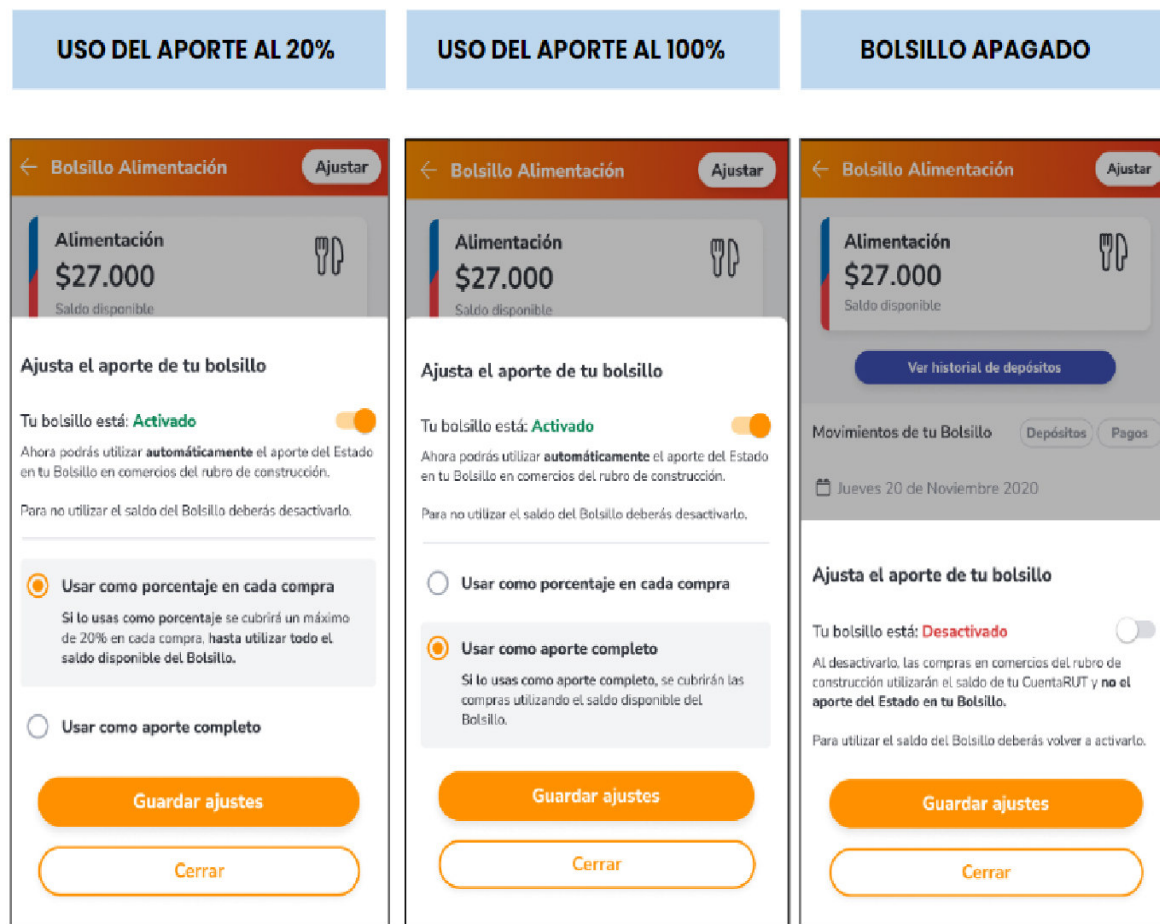 USO DEL APORTE AL 20%
Bolsillo Alimentación
Ajustar
Alimentación
$27.000
Saldo disponible
Ajusta el aporte de tu bolsillo
Tu bolsillo está: Activado
Ahora podrás utilizar automáticamente el aporte del Estado
en tu Bolsillo en comercios del rubro de construcción.
Para no utilizar el saldo del Bolsillo deberás desactivarlo.
Usar como porcentaje en cada compra
Si lo usas como porcentaje se cubrirá un máximo
de 20% en cada compra, hasta utilizar todo el
saldo disponible del Bolsillo.
Usar como aporte completo
Guardar ajustes
Cerrar
USO DEL APORTE AL 100%
Bolsillo Alimentación
Ajustar
Alimentación
$27.000
Saldo disponible
Ajusta el aporte de tu bolsillo
Tu bolsillo está: Activado
Ahora podrás utilizar automáticamente el aporte del Estado
en tu Bolsillo en comercios del rubro de construcción.
Para no utilizar el saldo del Bolsillo deberás desactivarlo.
Usar como porcentaje en cada compra
Usar como aporte completo
Si lo usas como aporte completo, se cubrirán las
compras utilizando el saldo disponible del
Bolsillo.
Guardar ajustes
Cerrar
BOLSILLO APAGADO
Bolsillo Alimentación
Ajustar
Alimentación
$27.000
Saldo disponible
Ver historial de depósitos
Movimientos de tu Bolsillo
Depósitos
Pagos
Jueves 20 de Noviembre 2020
Ajusta el aporte de tu bolsillo
Tu bolsillo está: Desactivado
Al desactivarlo, las compras en comercios del rubro de
construcción utilizarán el saldo de tu CuentaRUT y no el
aporte del Estado en tu Bolsillo.
Para utilizar el saldo del Bolsillo deberás volver a activarlo.
Guardar ajustes
Cerrar